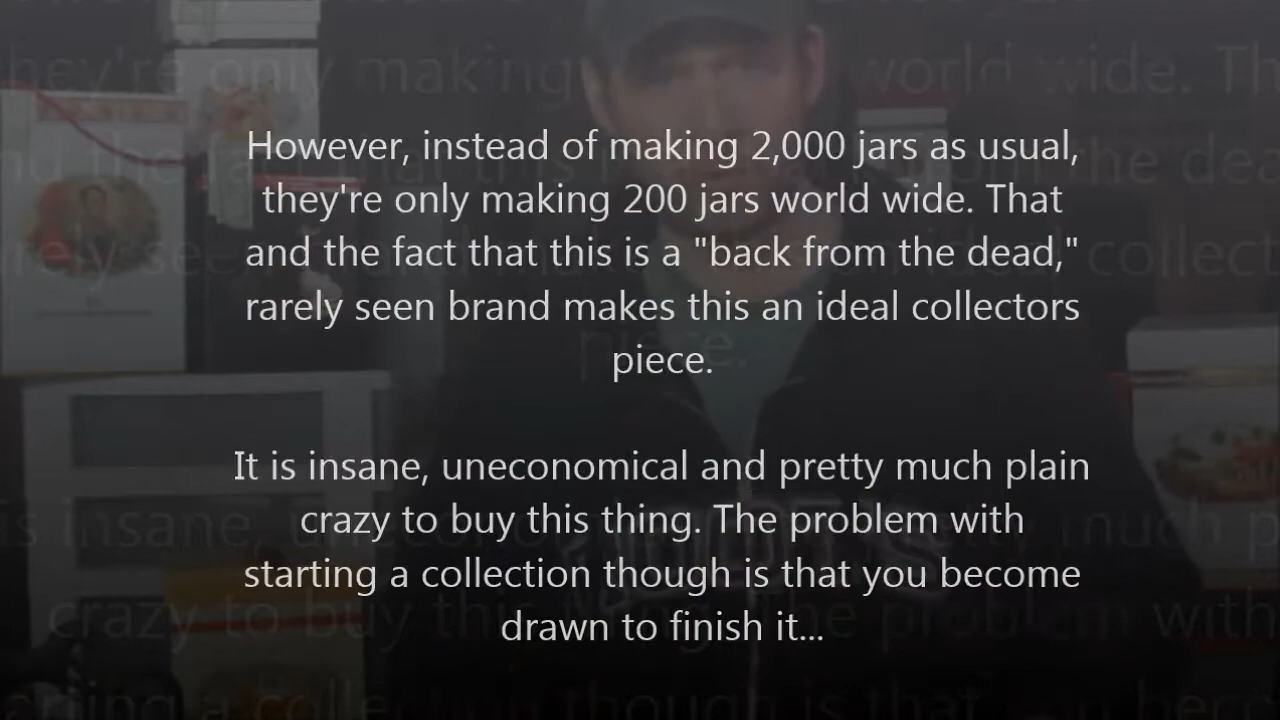 However, instead of making 2,000 jars as usual,
they're only making 200 jars world wide. That
and the fact that this is a "back from the dead,"
rarely seen brand makes this an ideal collectors
piece.
It is insane, uneconomical and pretty much plain
crazy to buy this thing. The problem with
starting a collection though is that you become
drawn to finish it...